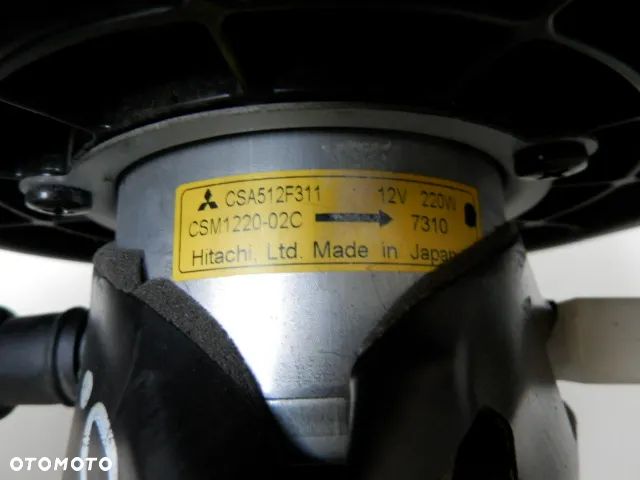 CSA512F311 12V 220W
CSM1220-02C 7310
Hitachi, Ltd. Made in Japan
OTOMOTO